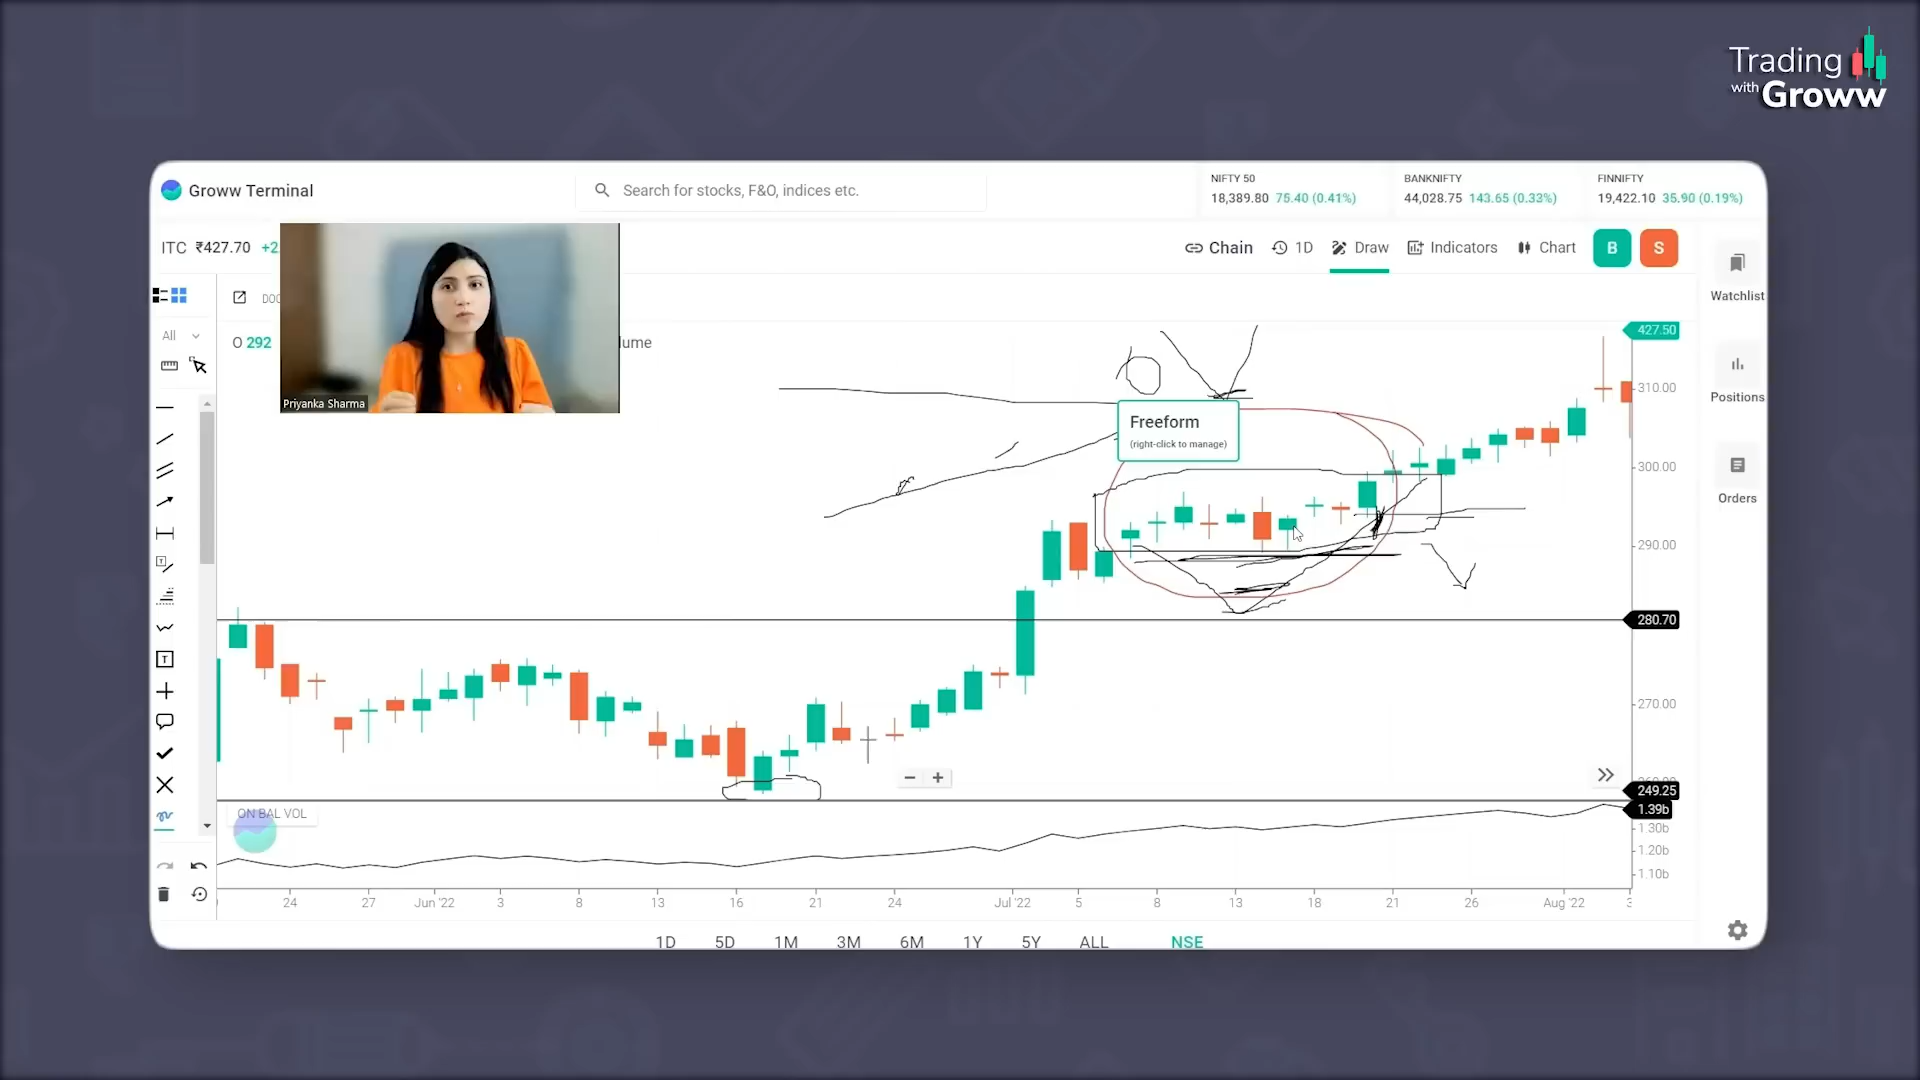 Trading
with Groww
Groww Terminal
Search for stocks, F&O, indices etc.
NIFTY 50
18,389.80 75.40 (0.41%)
BANKNIFTY
44,028.75 143.65 (0.33%)
FINNIFTY
19,422.10 35.90 (0.19%)
ITC ₹427.70 +2
Chain
1D
Draw
Indicators
Chart
B
S
Watchlist
Positions
Orders
All
O 292
ume
Priyanka Sharma
Freeform
(right-click to manage)
427.50
310.00
300.00
290.00
280.70
270.00
249.25
1.39b
1.30b
1.20b
1.10b
T
ON BAL VOL
24 27 Jun '22 3 8 13 16 21 24 Jul '22 5 8 13 18 21 26 Aug '22
1D 5D 1M 3M 6M 1Y 5Y ALL NSE